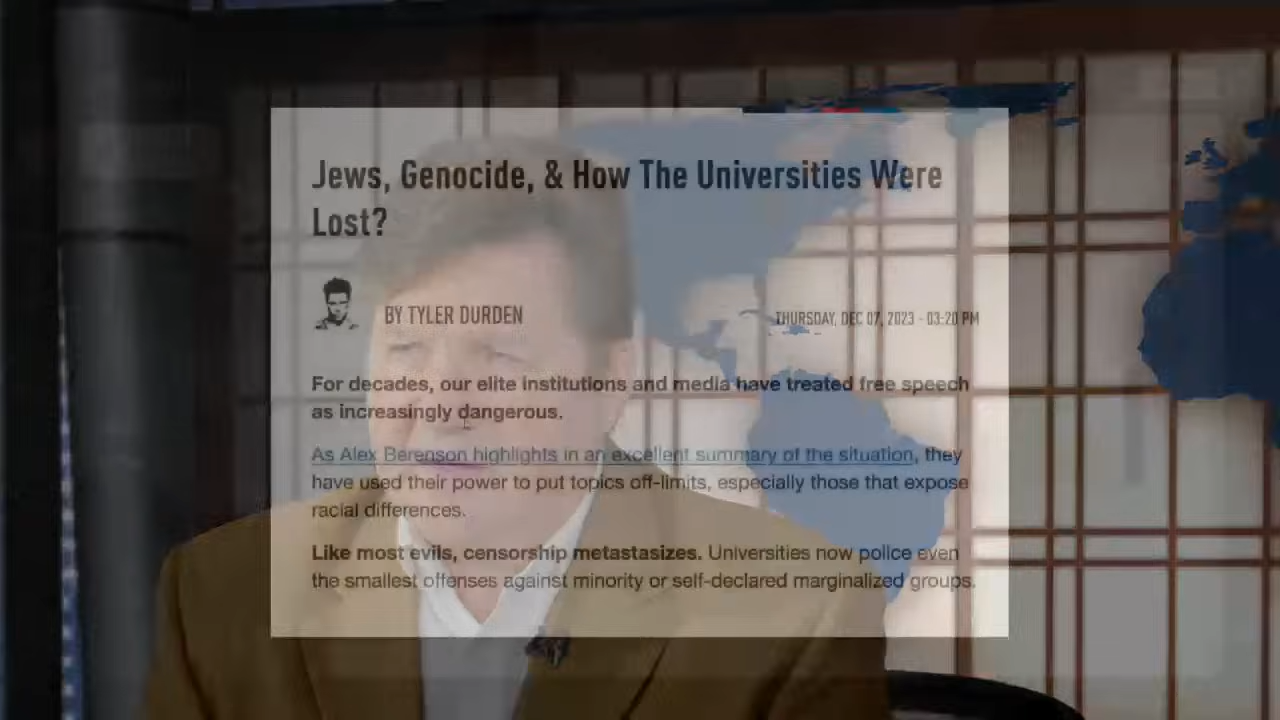 Jews, Genocide, & How The Universities Were
Lost?
BY TYLER DURDEN
THURSDAY, DEC 07, 2023 - 03:20 PM
For decades, our elite institutions and media have treated free speech
as increasingly dangerous.
As Alex Berenson highlights in an excellent summary of the situation, they
have used their power to put topics off-limits, especially those that expose
racial differences.
Like most evils, censorship metastasizes. Universities now police even
the smallest offenses against minority or self-declared marginalized groups.